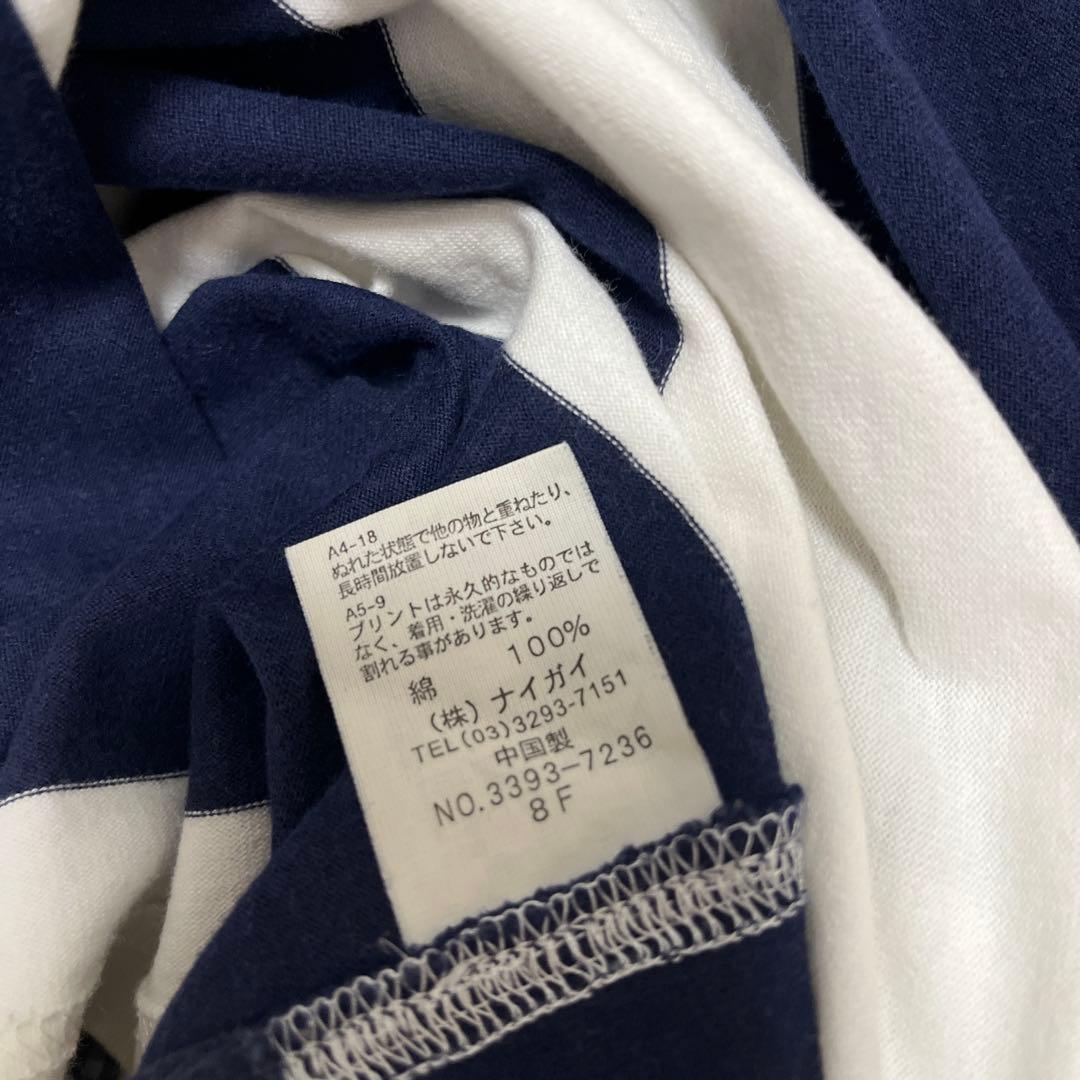 A4-18
ぬれた状態で他の物と重ねたり、
長時間放置しないで下さい。
A5-9
プリントは永久的なものでは
なく、着用・洗濯の繰り返しで
割れる事があります。
綿 100%
(株)ナイガイ
TEL(03)3293-7151
中国製
NO.3393-7236
8F